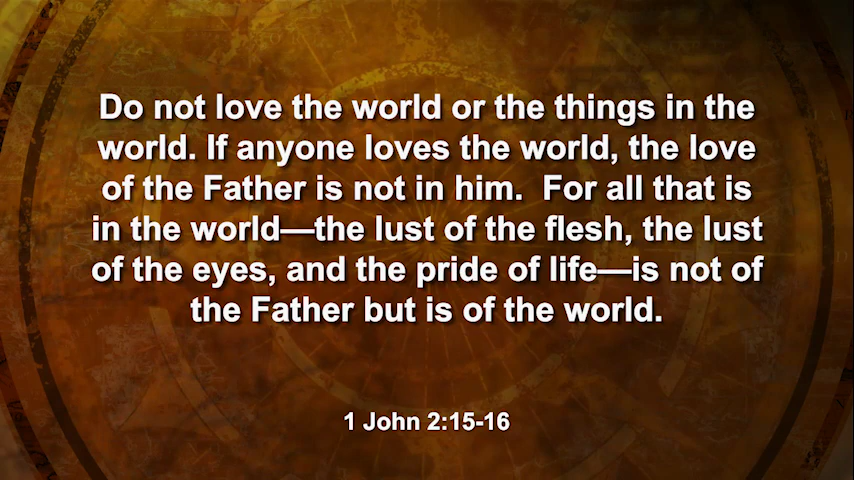 Do not love the world or the things in the
world. If anyone loves the world, the love
of the Father is not in him.  For all that is
in the world—the lust of the flesh, the lust
of the eyes, and the pride of life—is not of
the Father but is of the world.
1 John 2:15-16